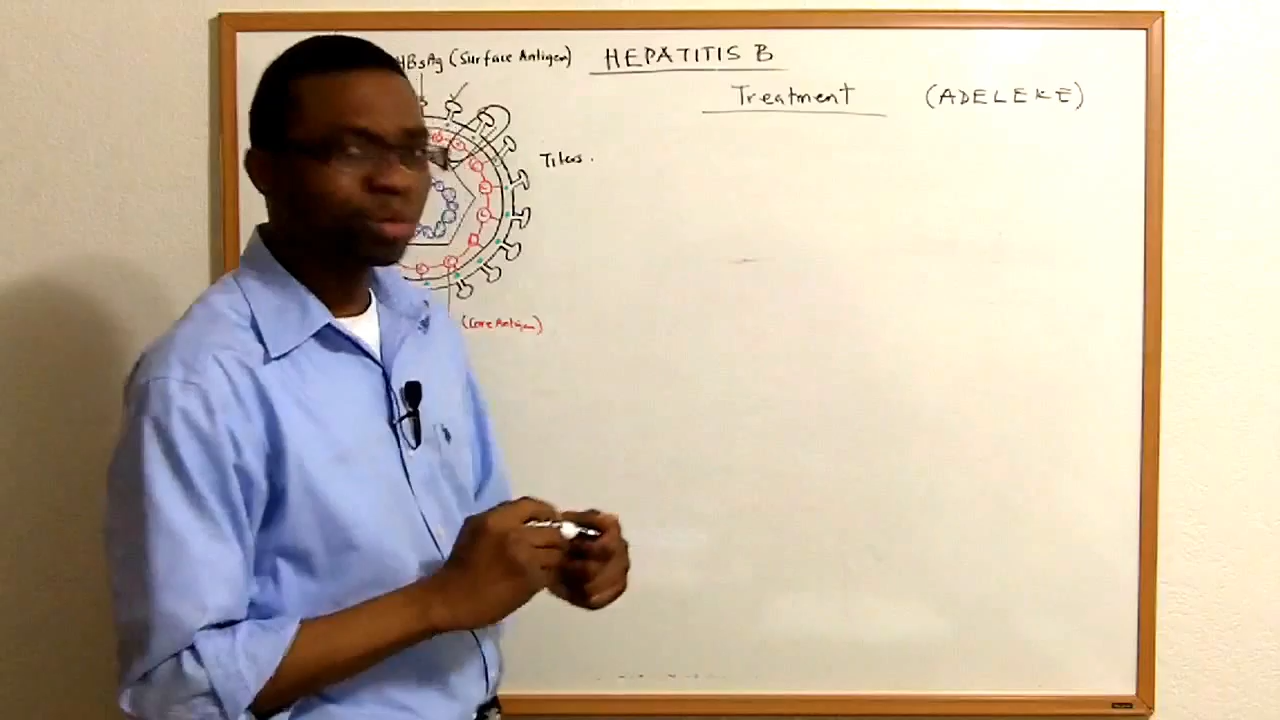 HBsAg (Surface Antigen)
HEPATITIS B
Treatment (ADELEKE)
Titers.
(Core Antigen)